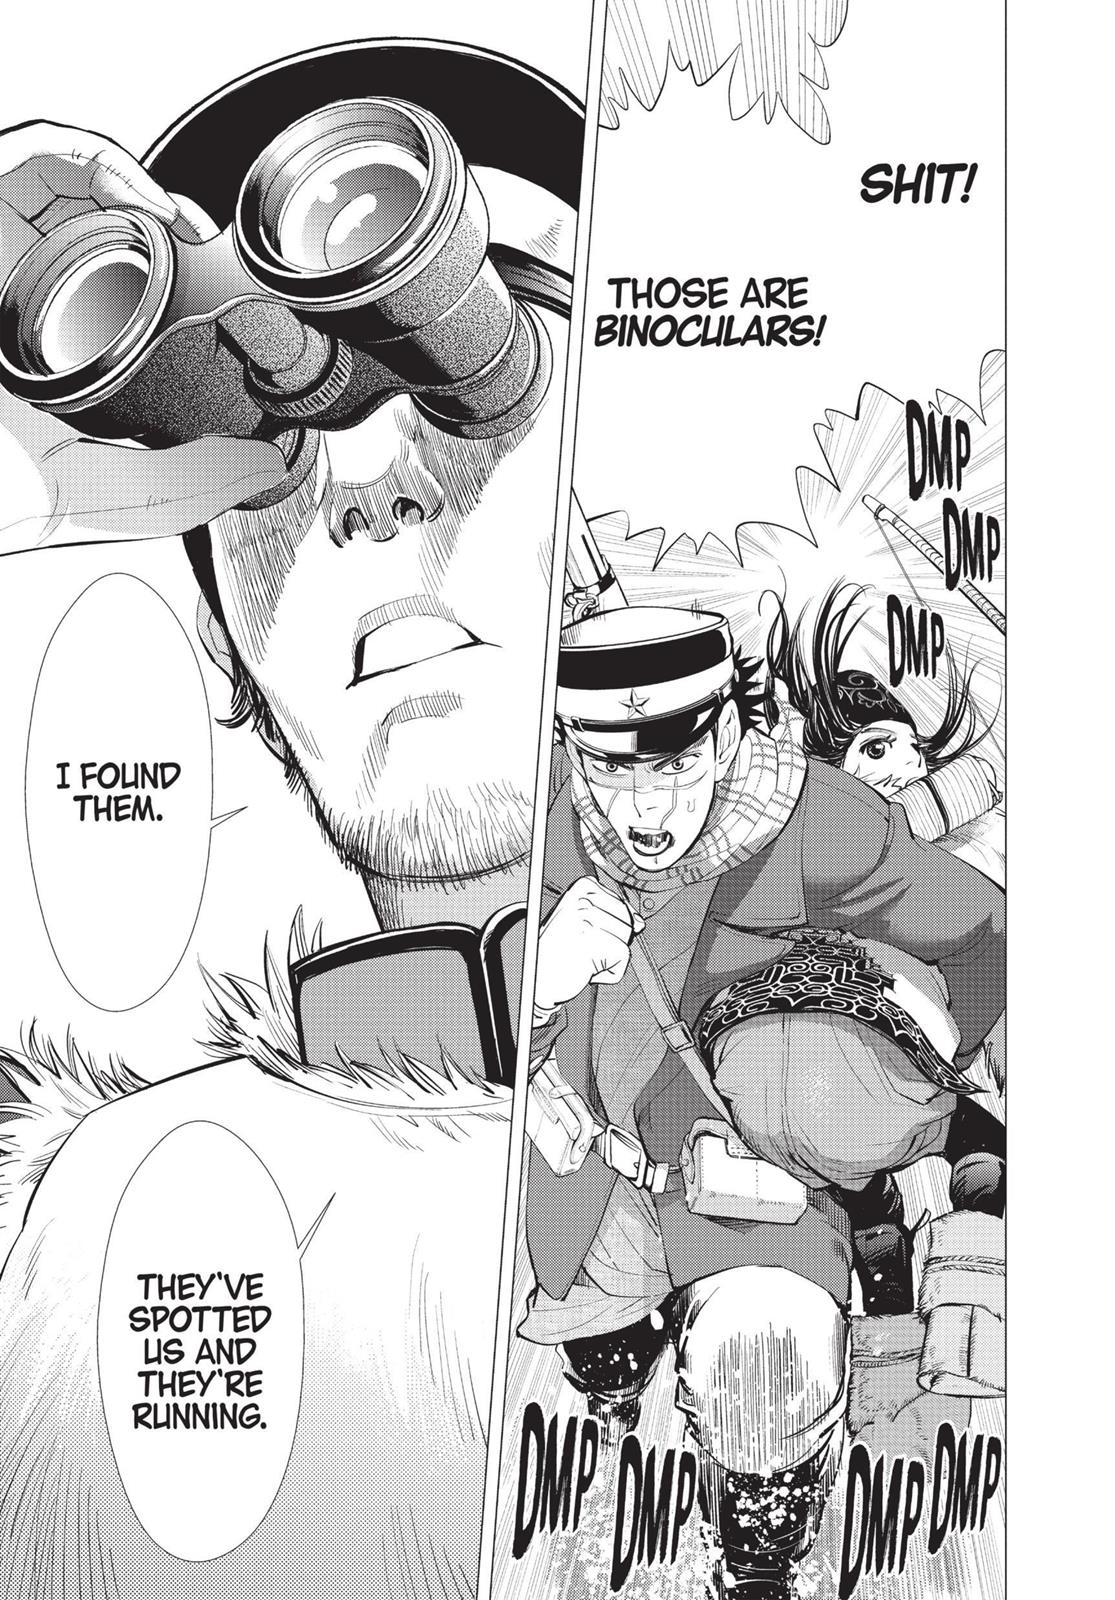 SHIT!
THOSE ARE
BINOCULARS!
DMP
DMP
DMP
DMP
DMP
DMP
DMP
I FOUND
THEM.
THEY'VE
SPOTTED
US AND
THEY'RE
RUNNING.